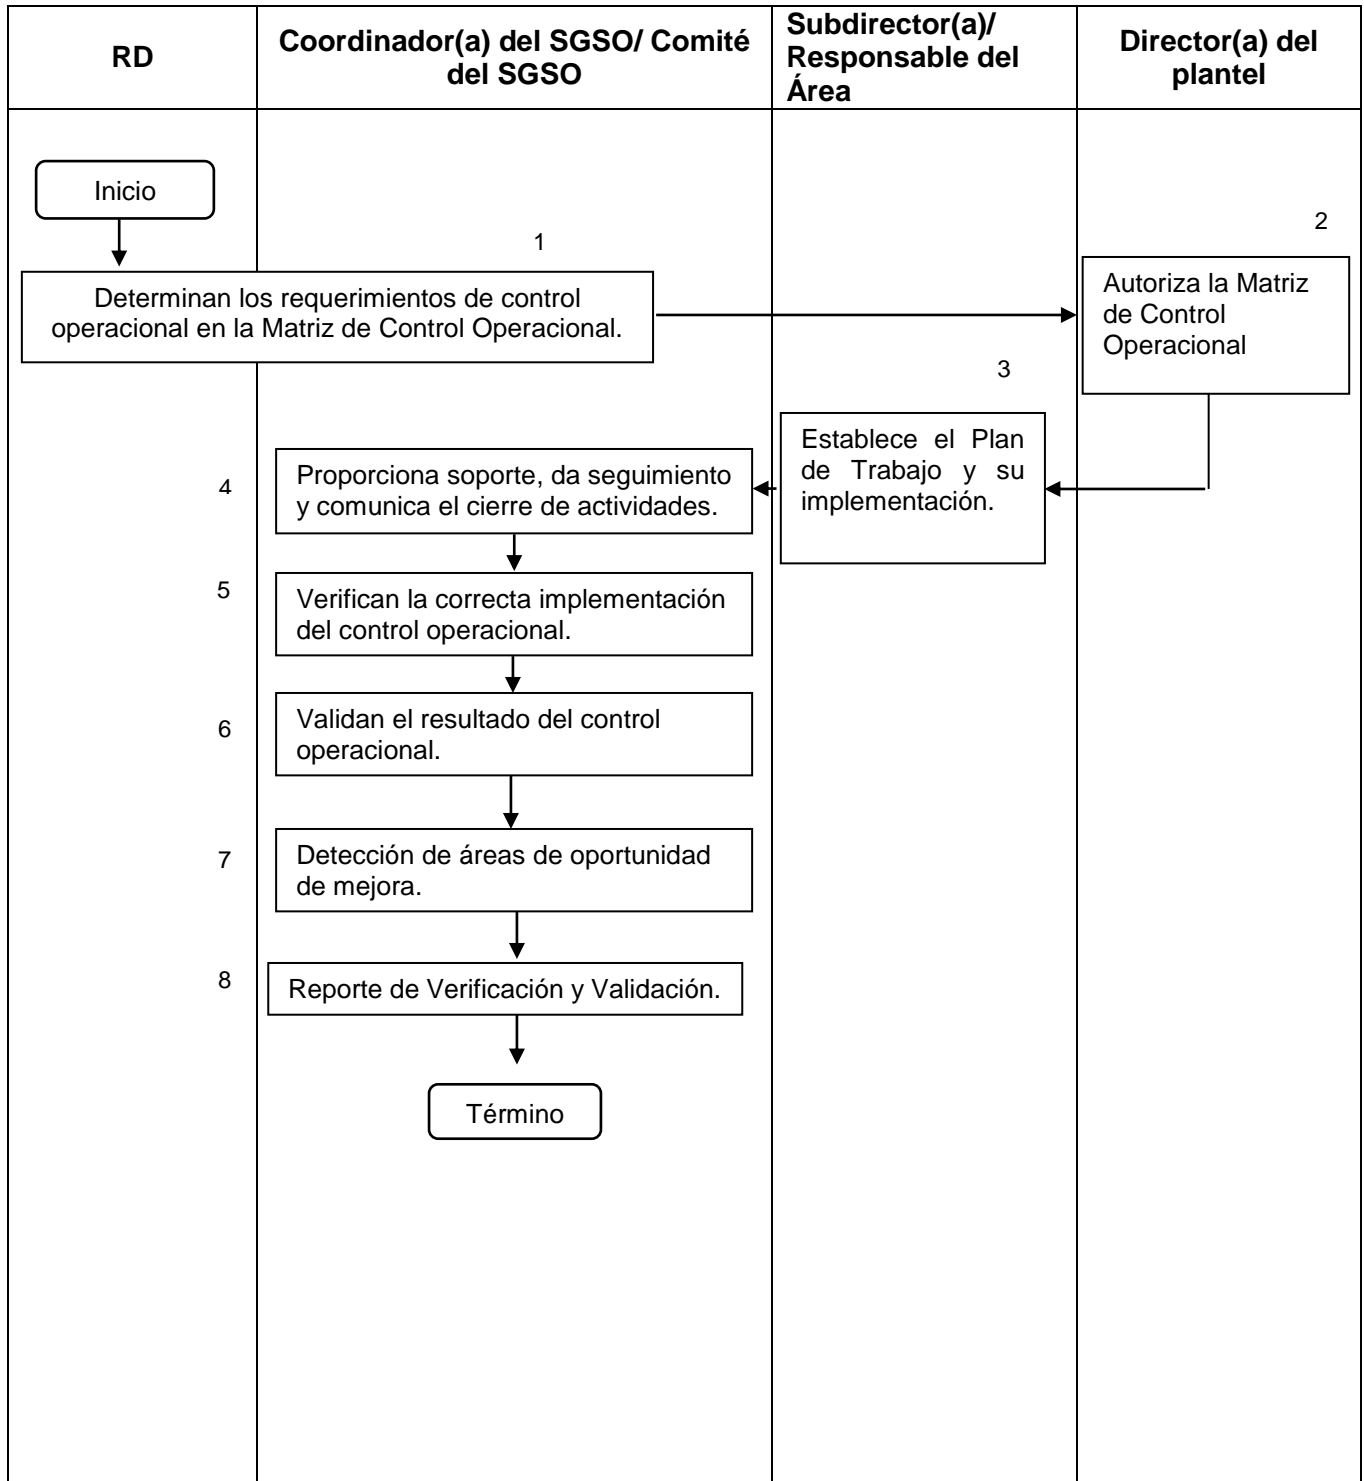 RD
Coordinador(a) del SGSO/ Comité
del SGSO
Subdirector(a)/
Responsable del
Área
Director(a) del
plantel
Inicio
1
Determinan los requerimientos de control
operacional en la Matriz de Control Operacional.
2
Autoriza la Matriz
de Control
Operacional
3
Establece el Plan
de Trabajo y su
implementación.
4
Proporciona soporte, da seguimiento
y comunica el cierre de actividades.
5
Verifican la correcta implementación
del control operacional.
6
Validan el resultado del control
operacional.
7
Detección de áreas de oportunidad
de mejora.
8
Reporte de Verificación y Validación.
Término